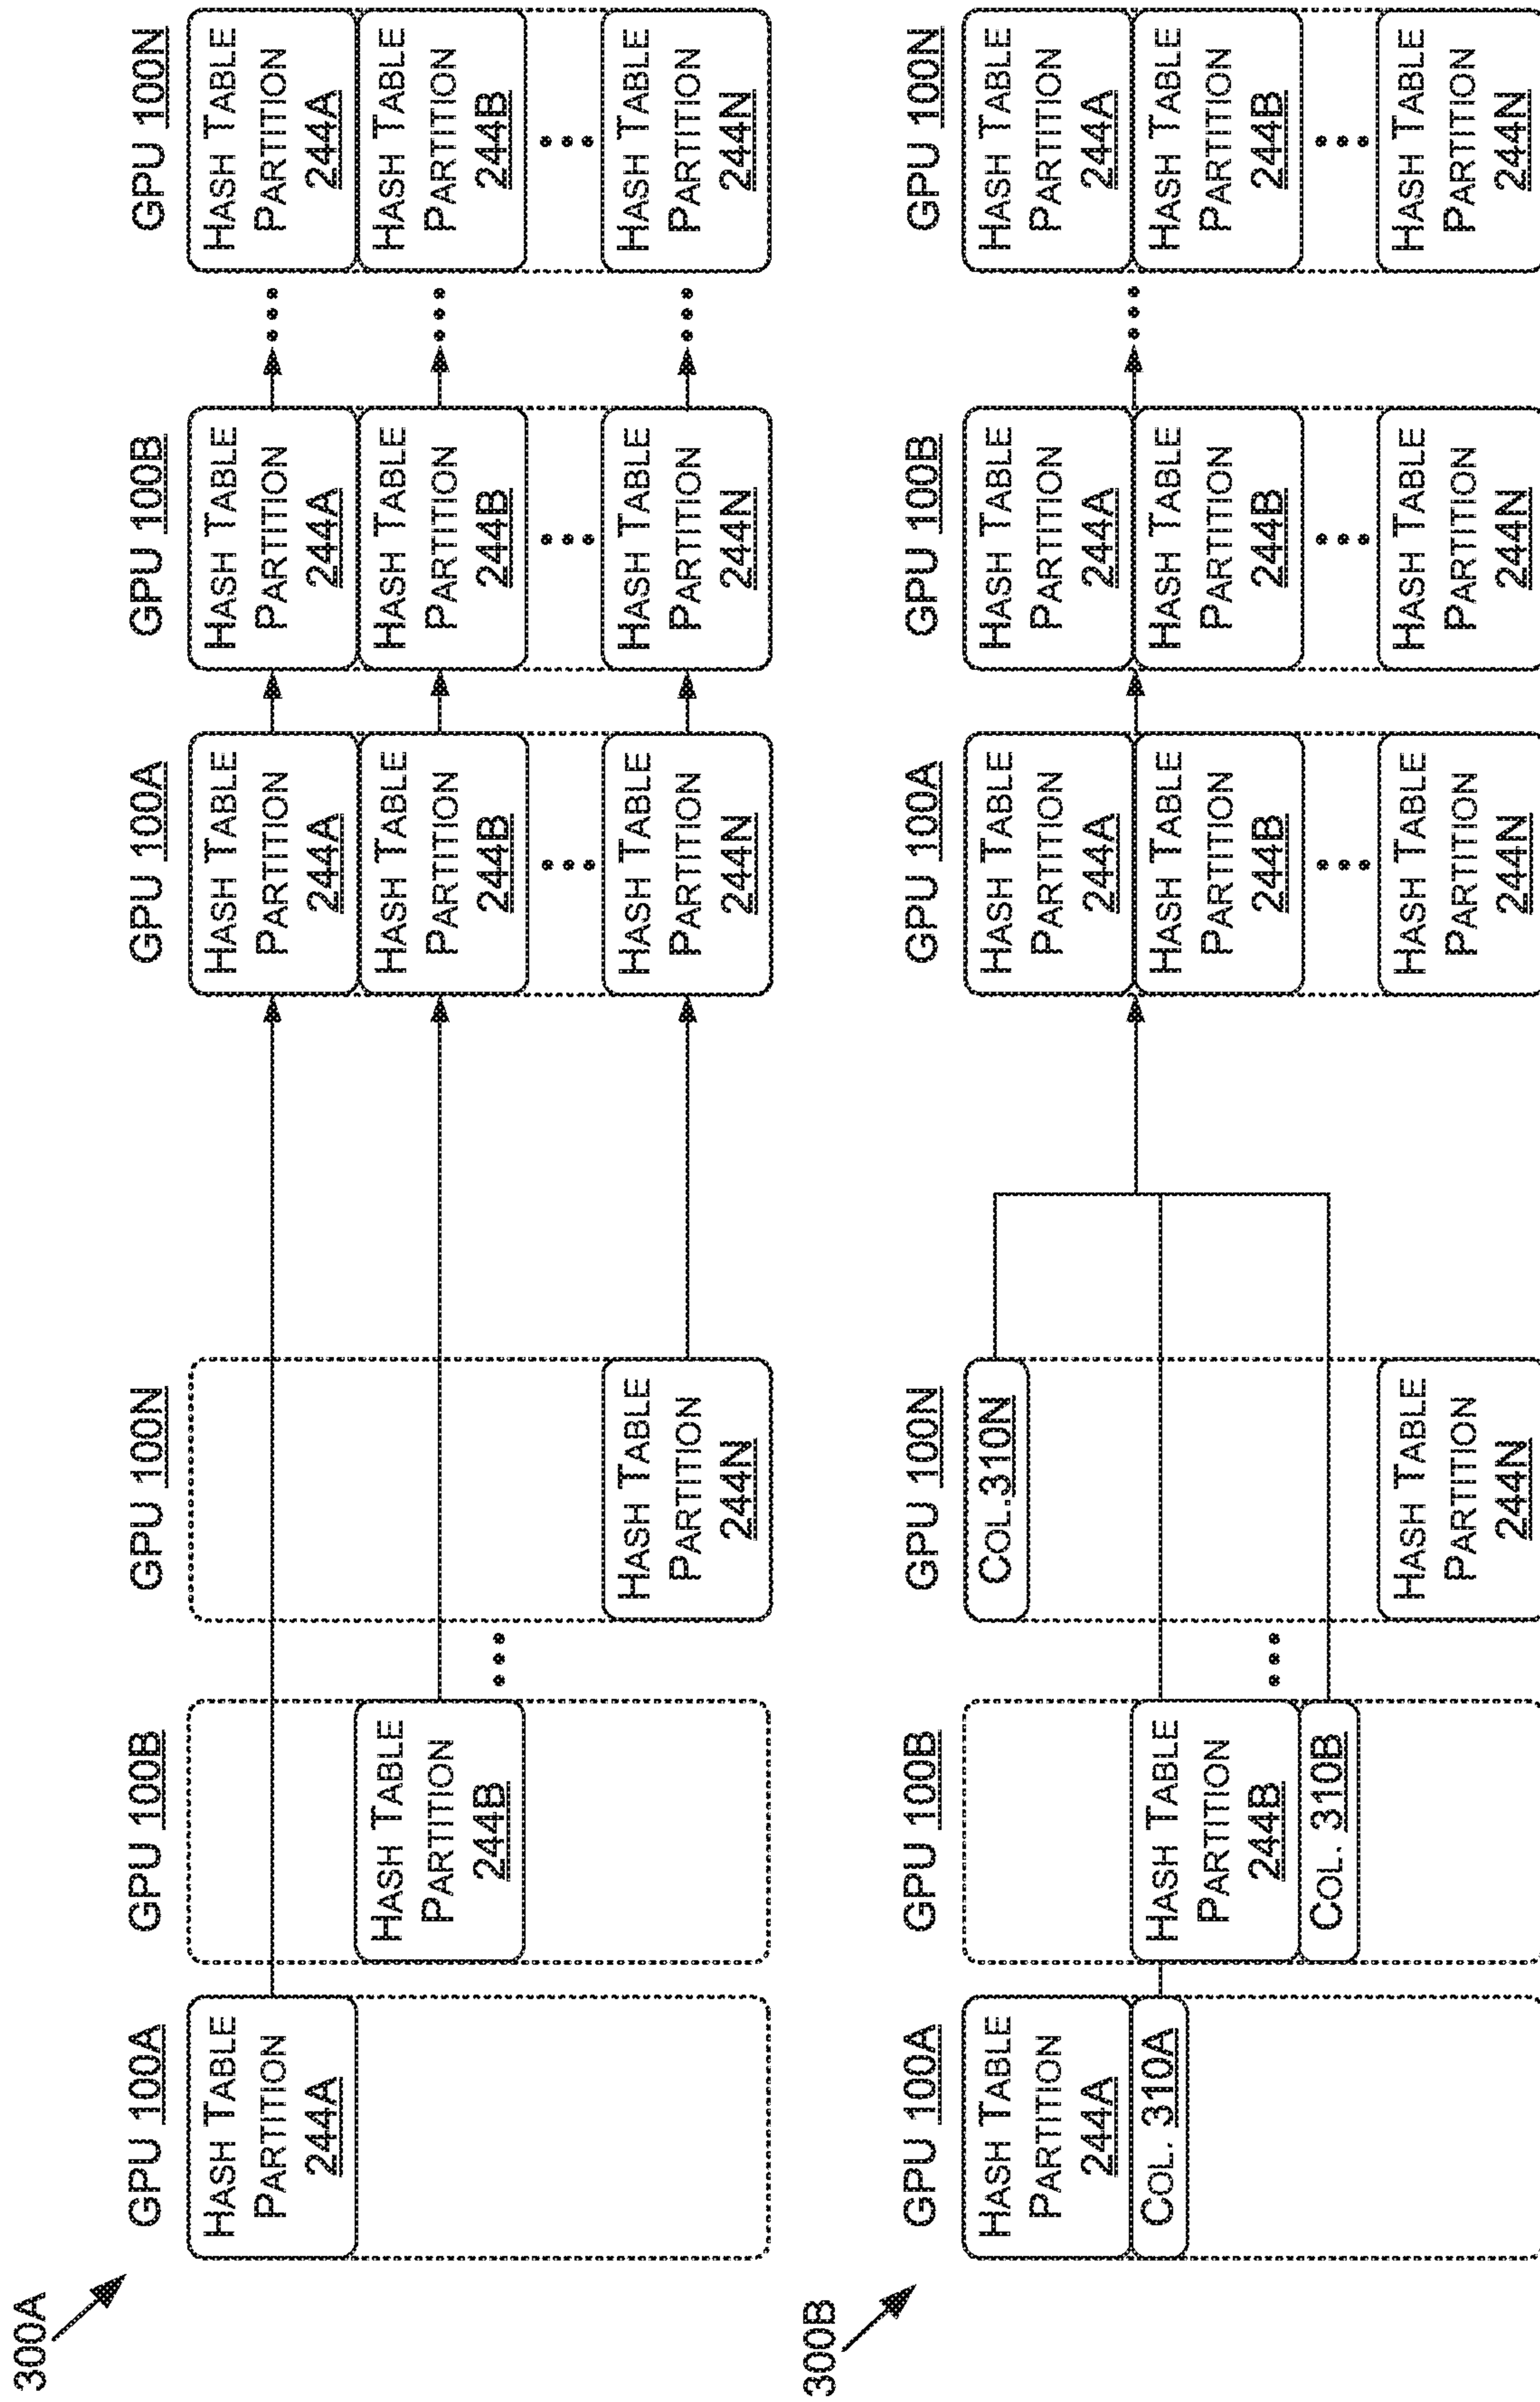 300A
GPU 100A
HASH TABLE
PARTITION
244A
GPU 100B
HASH TABLE
PARTITION
244B
GPU 100N
HASH TABLE
PARTITION
244N
GPU 100A
HASH TABLE
PARTITION
244A
HASH TABLE
PARTITION
244B
HASH TABLE
PARTITION
244N
GPU 100B
HASH TABLE
PARTITION
244A
HASH TABLE
PARTITION
244B
HASH TABLE
PARTITION
244N
GPU 100N
HASH TABLE
PARTITION
244A
HASH TABLE
PARTITION
244B
HASH TABLE
PARTITION
244N
300B
GPU 100A
HASH TABLE
PARTITION
244A
COL. 310A
GPU 100B
HASH TABLE
PARTITION
244B
COL. 310B
GPU 100N
COL.310N
HASH TABLE
PARTITION
244N
GPU 100A
HASH TABLE
PARTITION
244A
HASH TABLE
PARTITION
244B
HASH TABLE
PARTITION
244N
GPU 100B
HASH TABLE
PARTITION
244A
HASH TABLE
PARTITION
244B
HASH TABLE
PARTITION
244N
GPU 100N
HASH TABLE
PARTITION
244A
HASH TABLE
PARTITION
244B
HASH TABLE
PARTITION
244N